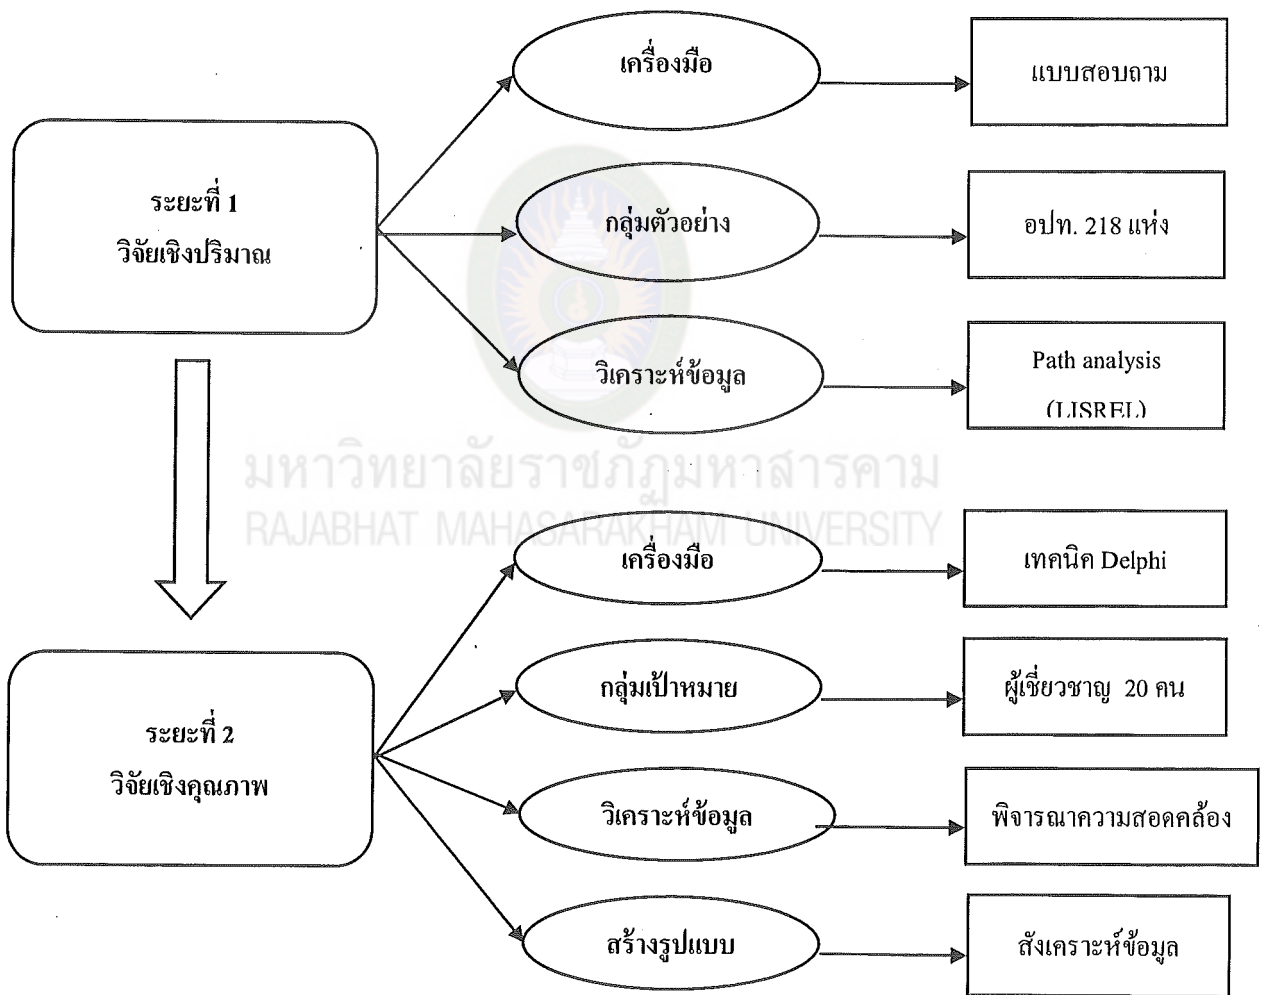 เครื่องมือ
แบบสอบถาม
ระยะที่ 1
วิจัยเชิงปริมาณ
กลุ่มตัวอย่าง
อปท. 218 แห่ง
วิเคราะห์ข้อมูล
Path analysis
(LISREL)
มหาวิทยาลัยราชภัฏมหาสารคาม
RAJABHAT MAHASARAKHAM UNIVERSITY
เครื่องมือ
เทคนิค Delphi
ระยะที่ 2
วิจัยเชิงคุณภาพ
กลุ่มเป้าหมาย
ผู้เชี่ยวชาญ 20 คน
วิเคราะห์ข้อมูล
พิจารณาความสอดคล้อง
สร้างรูปแบบ
สังเคราะห์ข้อมูล